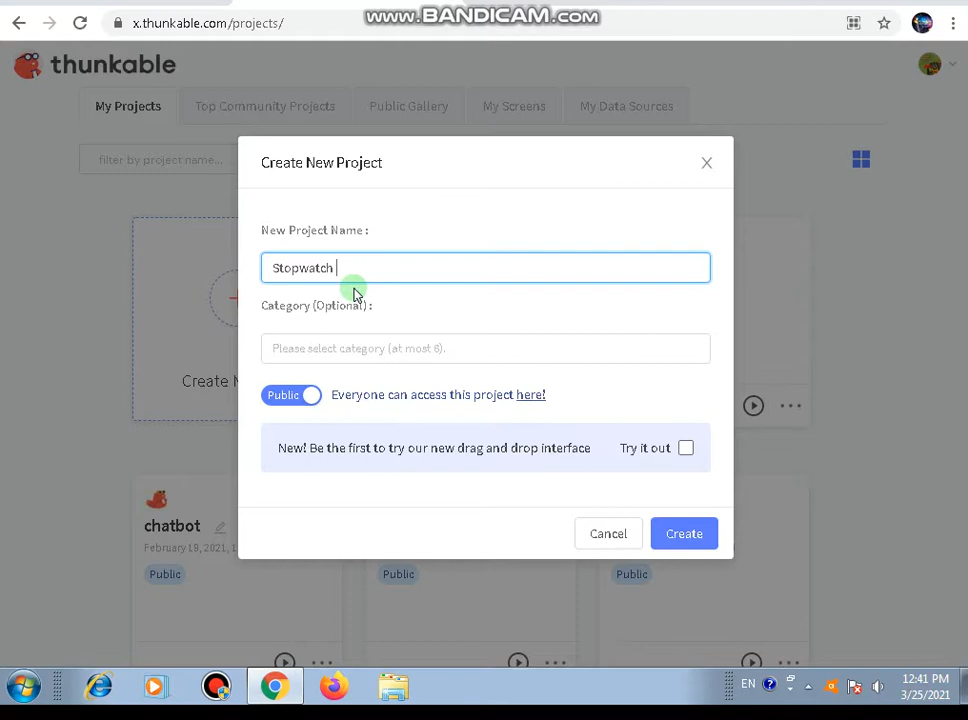 x.thunkable.com/projects/
www.BANDICAM.com
thunkable
My Projects
Top Community Projects
Public Gallery
My Screens
My Data Sources
filter by project name...
Create New Project
New Project Name :
Stopwatch
Category (Optional) :
Please select category (at most 6).
Public
Everyone can access this project here!
New! Be the first to try our new drag and drop interface
Try it out
Cancel
Create
Create N
chatbot
February 18, 2021, 1
Public
Public
Public
EN
12:41 PM
3/25/2021